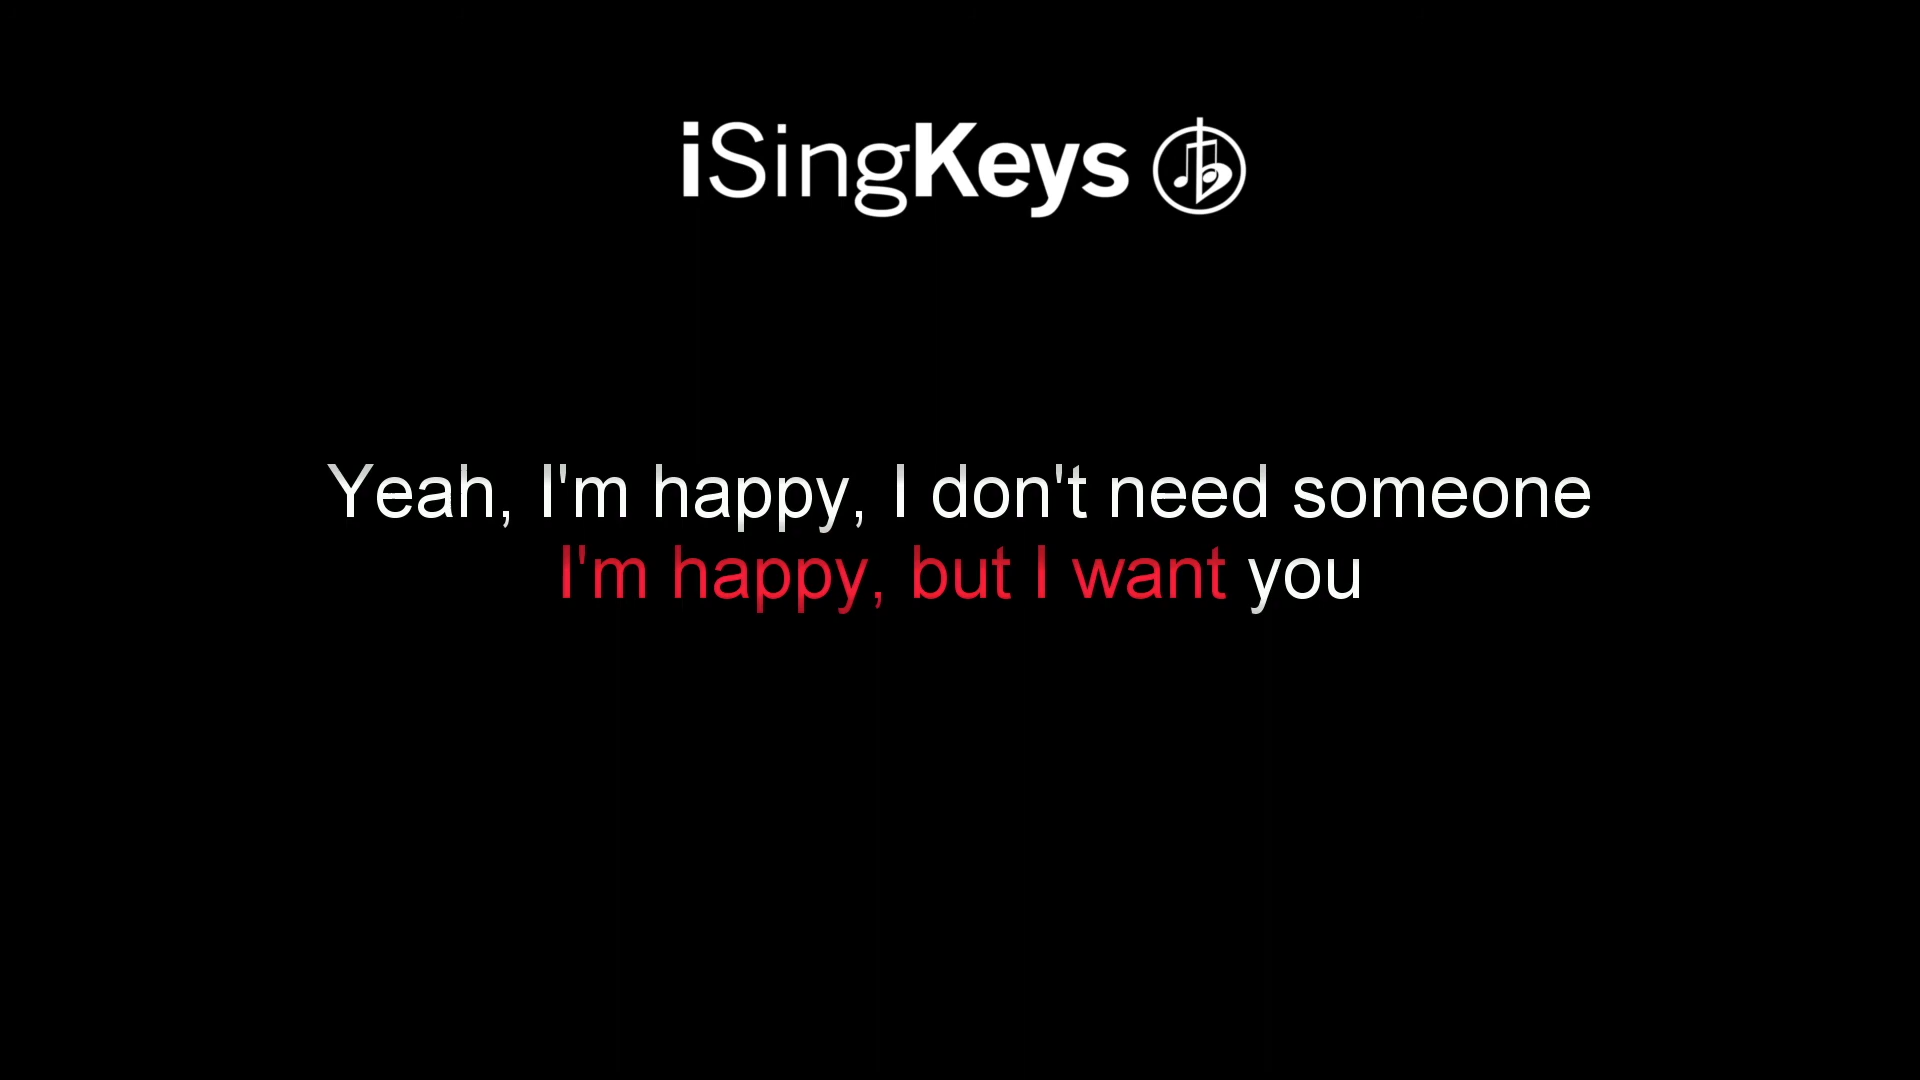 iSingKeys
Yeah, I'm happy, I don't need someone
I'm happy, but I want you